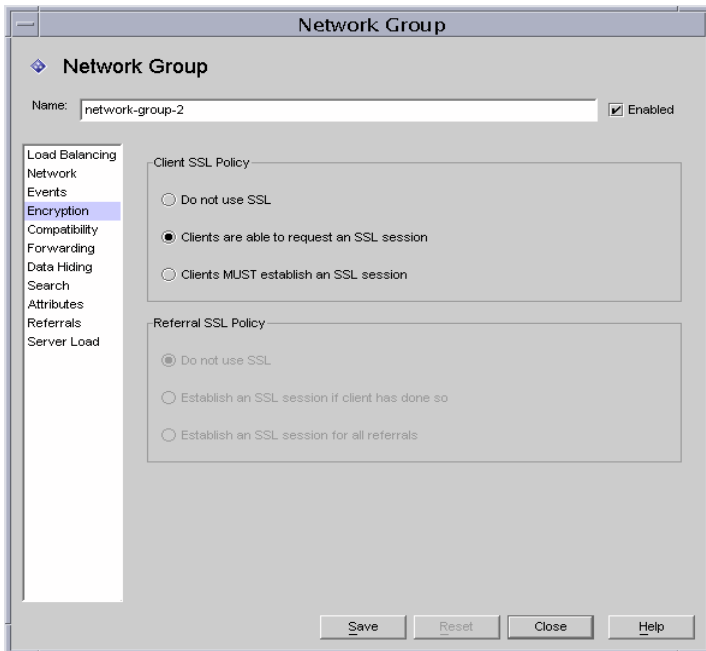 Network Group
Network Group
Name: network-group-2 Enabled
Load Balancing
Network
Events
Encryption
Compatibility
Forwarding
Data Hiding
Search
Attributes
Referrals
Server Load
Client SSL Policy
Do not use SSL
Clients are able to request an SSL session
Clients MUST establish an SSL session
Referral SSL Policy
Do not use SSL
Establish an SSL session if client has done so
Establish an SSL session for all referrals
Save Reset Close Help